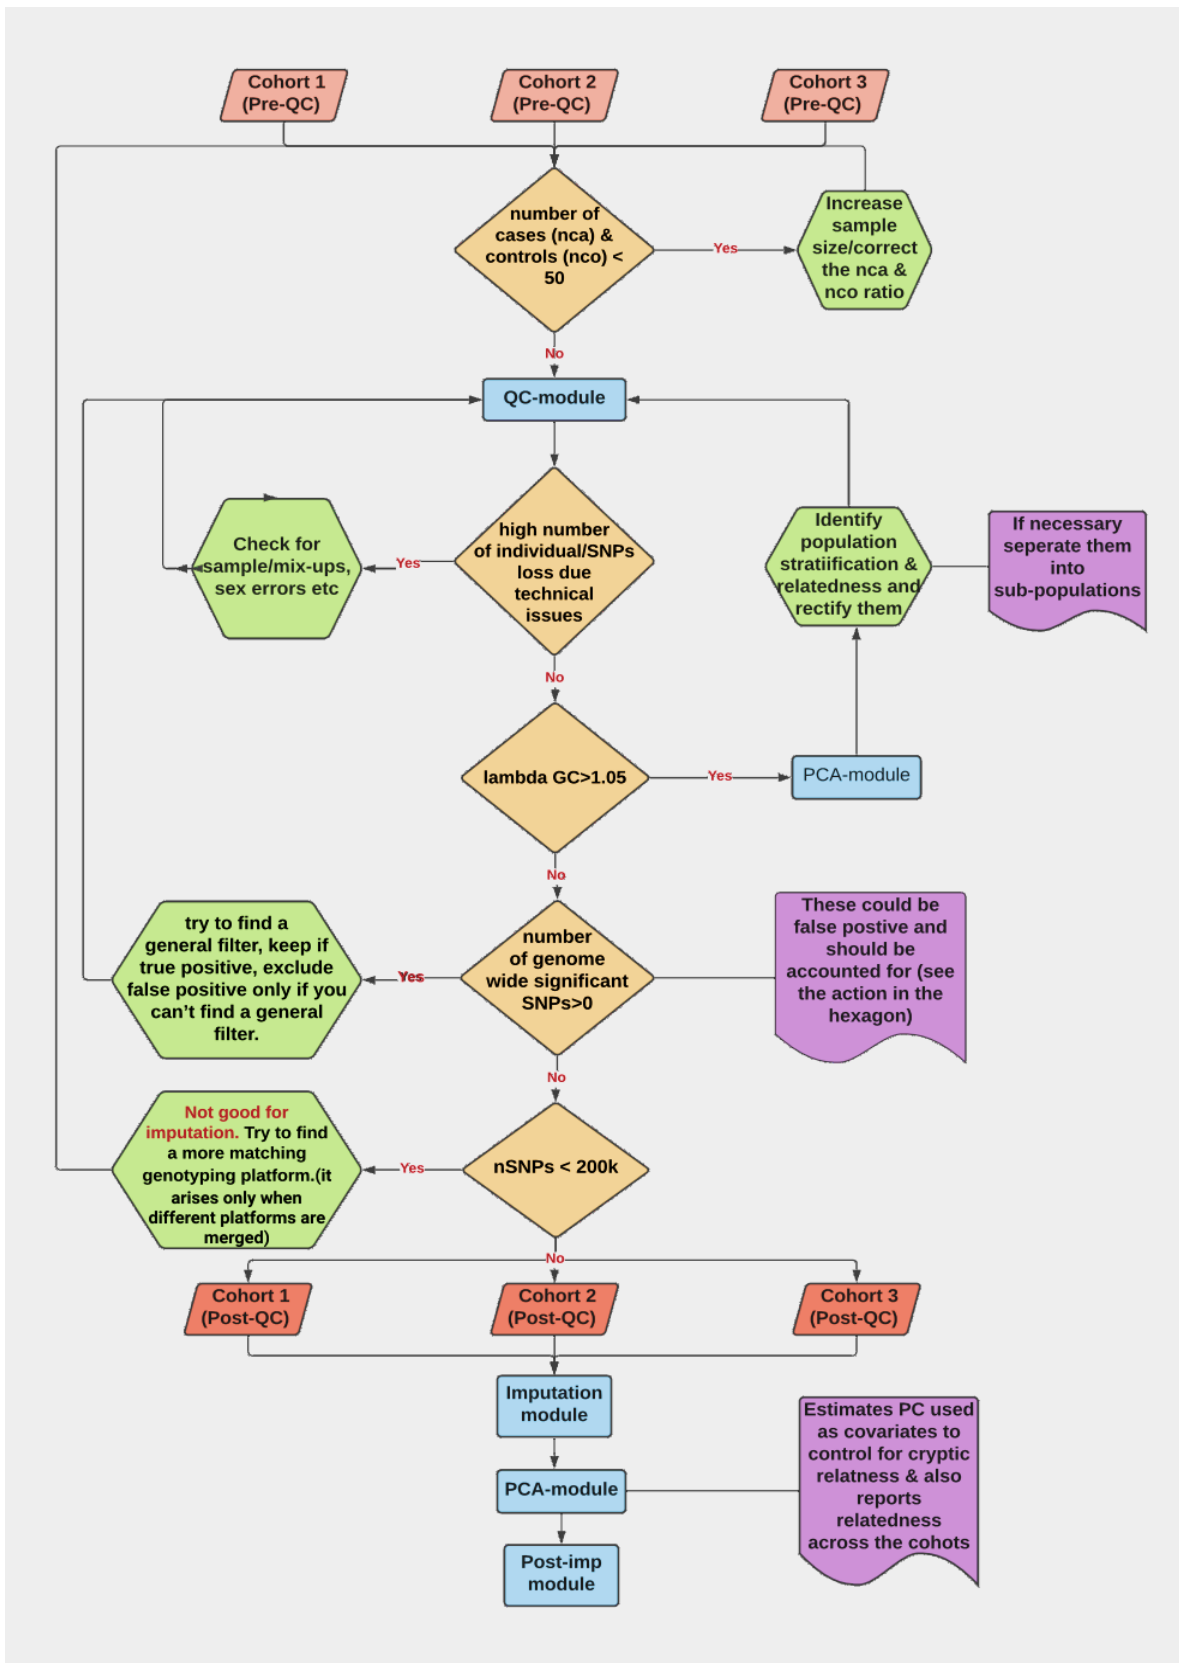 Cohort 1
(Pre-QC)
Cohort 2
(Pre-QC)
Cohort 3
(Pre-QC)
number of
cases (nca) &
controls (nco) <
50
Yes
Increase
sample
size/correct
the nca &
nco ratio
No
QC-module
high number
of individual/SNPs
loss due
technical
issues
Yes
Check for
sample/mix-ups,
sex errors etc
Identify
population
stratiification &
relatedness and
rectify them
If necessary
seperate them
into
sub-populations
No
lambda GC>1.05
Yes
PCA-module
No
number
of genome
wide significant
SNPs>0
Yes
try to find a
general filter, keep if
true positive, exclude
false positive only if you
can't find a general
filter.
These could be
false postive and
should be
accounted for (see
the action in the
hexagon)
No
nSNPs < 200k
Yes
Not good for
imputation. Try to find
a more matching
genotyping platform.(it
arises only when
different platforms are
merged)
No
Cohort 1
(Post-QC)
Cohort 2
(Post-QC)
Cohort 3
(Post-QC)
Imputation
module
PCA-module
Estimates PC used
as covariates to
control for cryptic
relatness & also
reports
relatedness
across the cohots
Post-imp
module